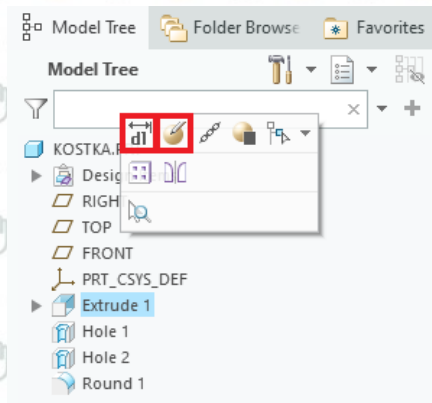 Model Tree Folder Browse Favorites
Model Tree
d1
KOSTKA.P
Desig
RIGH
TOP
FRONT
PRT_CSYS_DEF
Extrude 1
Hole 1
Hole 2
Round 1